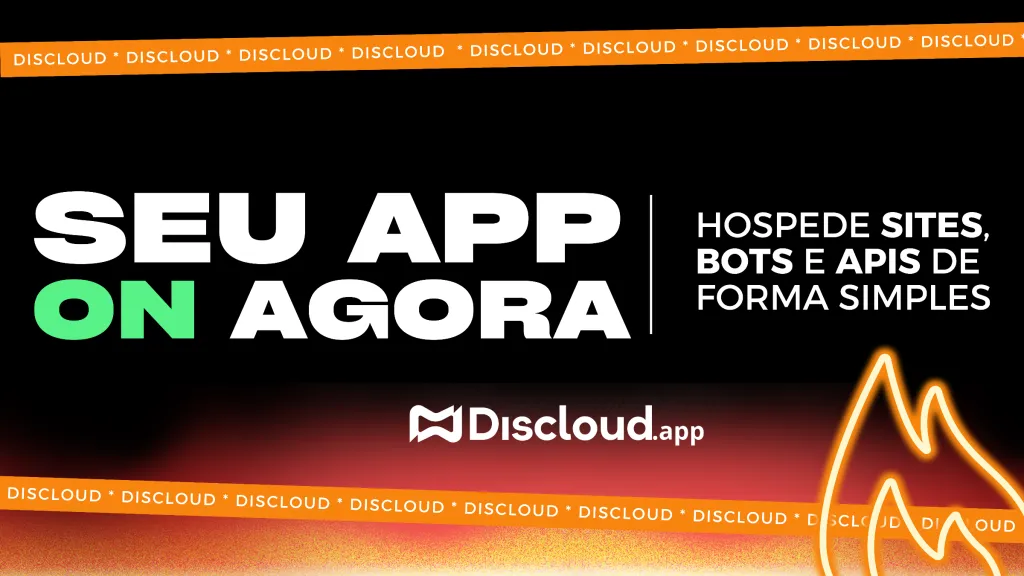 DISCLOUD * DISCLOUD * DISCLOUD * DISCLOUD * DISCLOUD * DISCLOUD * DISCLOUD * DISCLOUD * DISCLOUD *
SEU APP
ON AGORA
HOSPEDE SITES,
BOTS E APIS DE
FORMA SIMPLES
Discloud.app
DISCLOUD * DISCLOUD * DISCLOUD * DISCLOUD * DISCLOUD * DISCLOUD * DISCLOUD * DISCLOUD * DISCLOUD